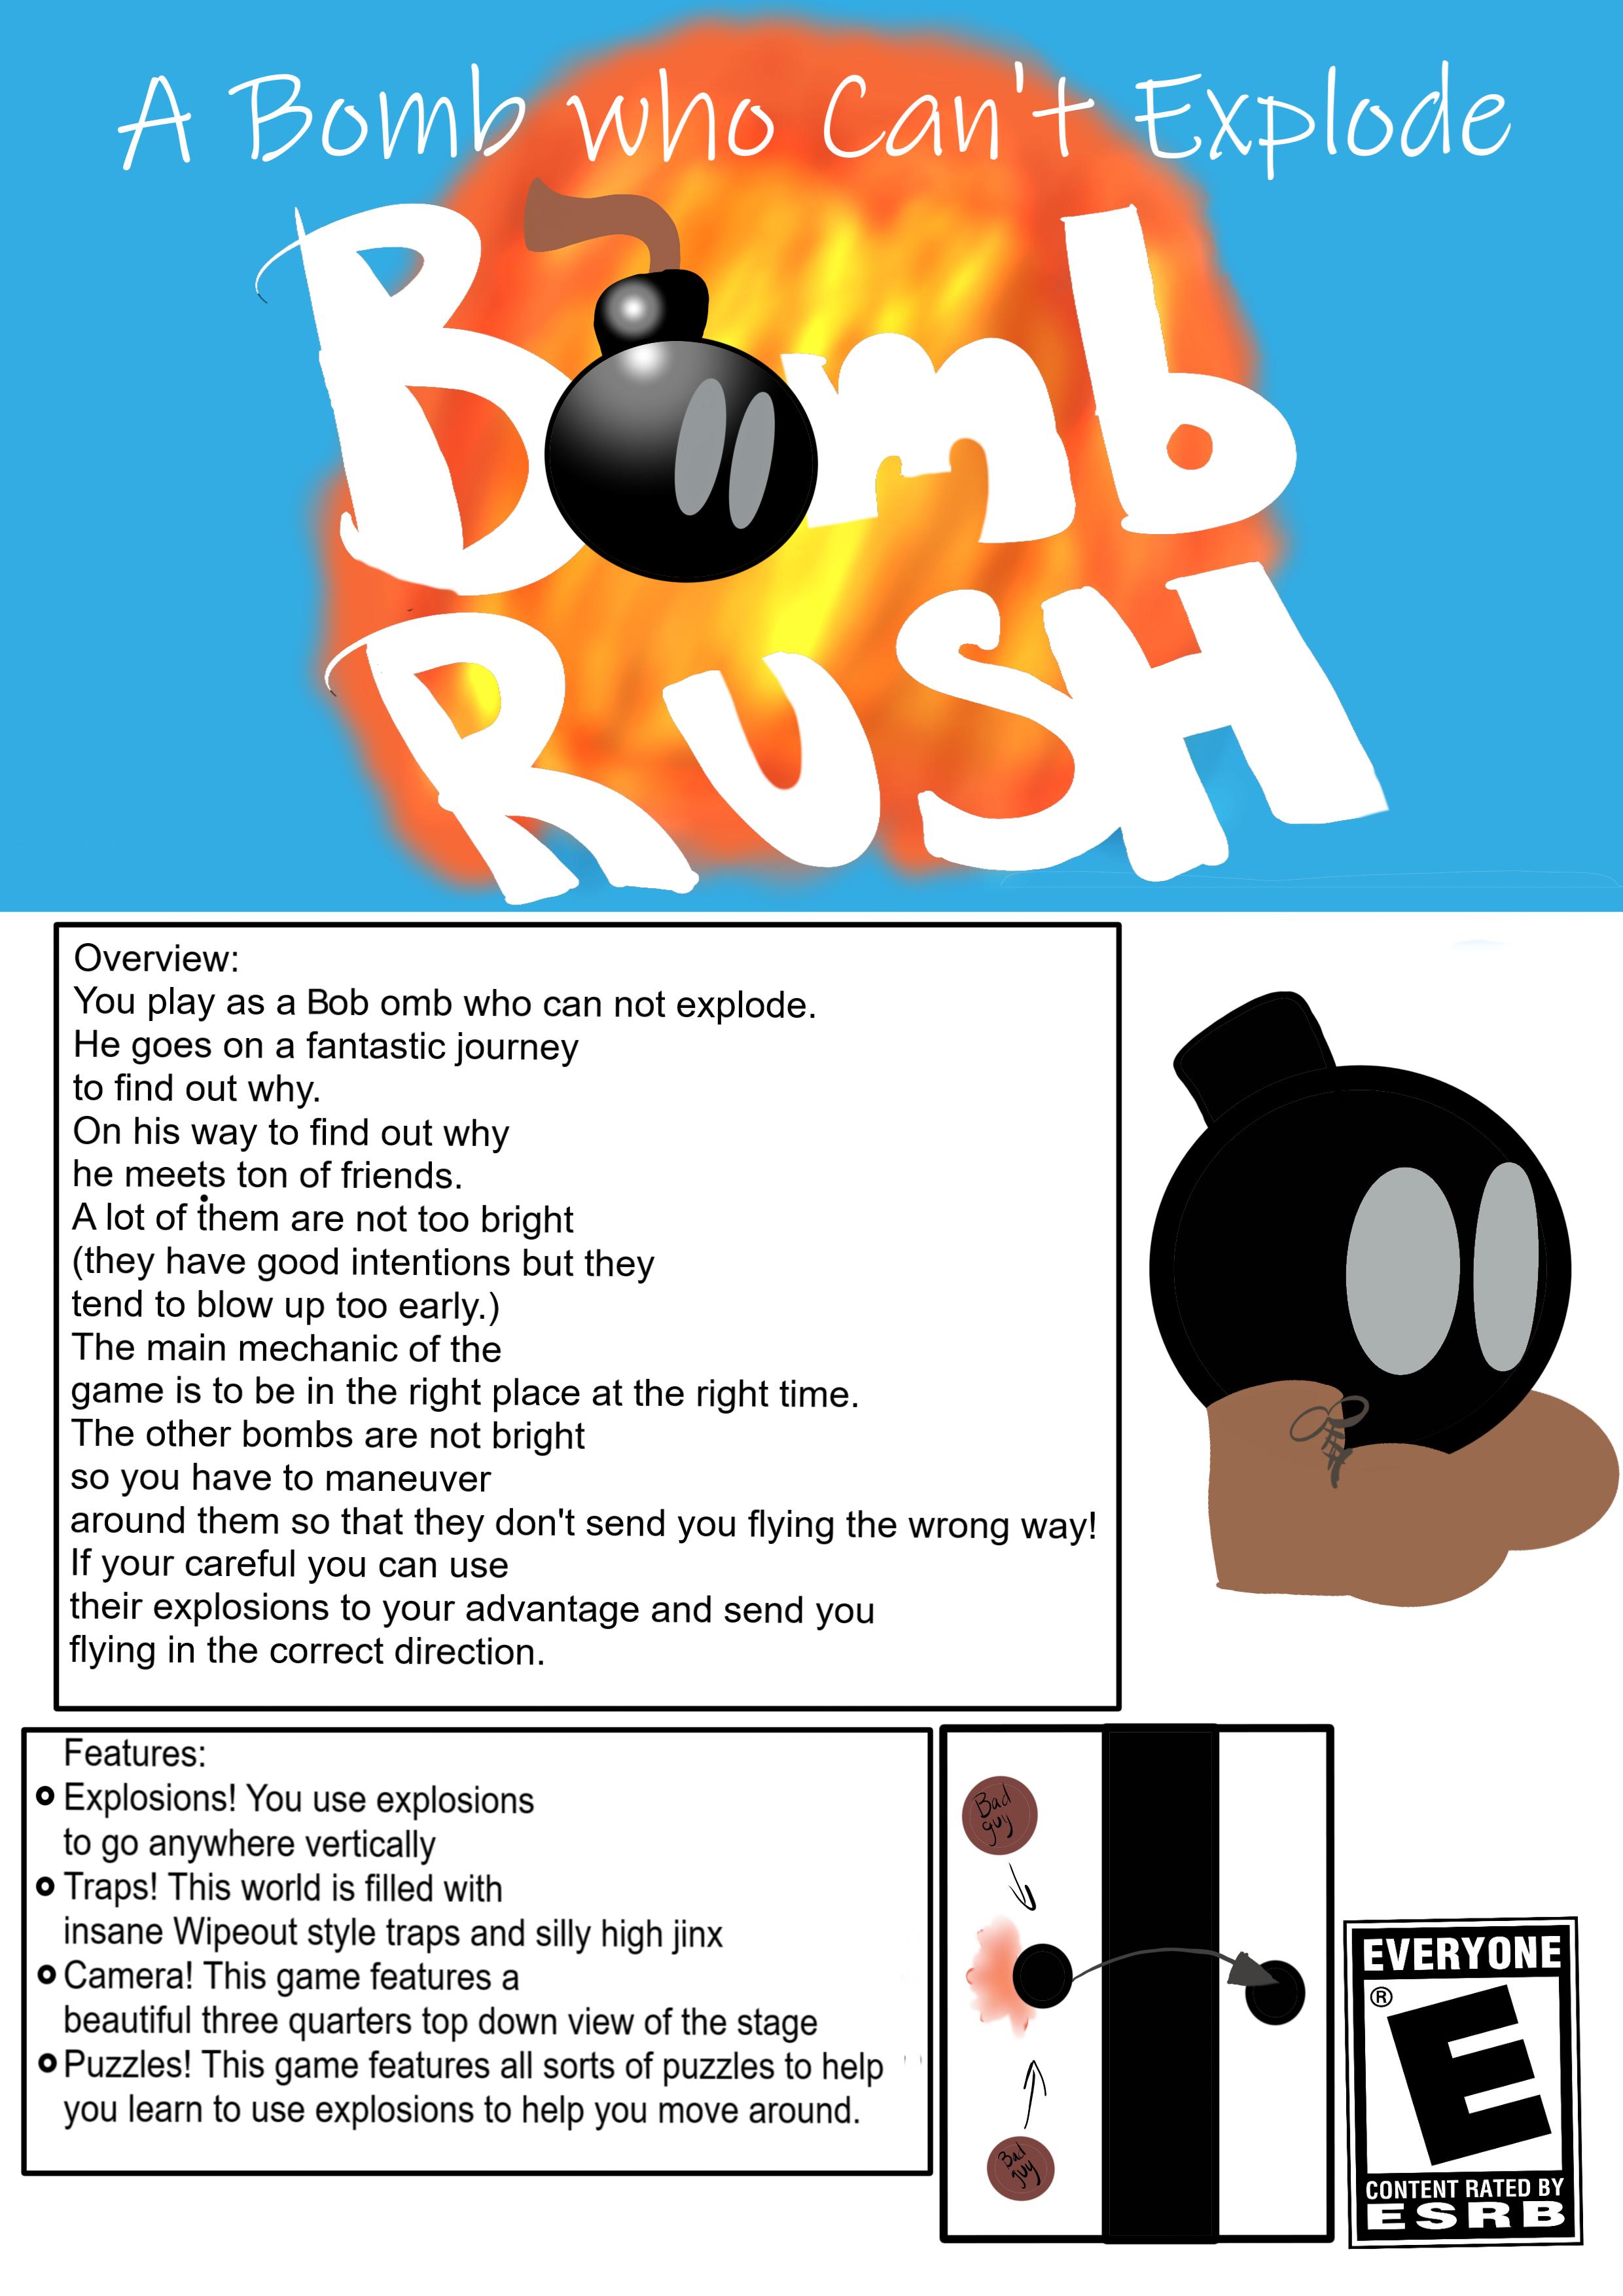 A Bomb who Can't Explode
Bomb
RUSH
Overview:
You play as a Bob omb who can not explode.
He goes on a fantastic journey
to find out why.
On his way to find out why
he meets ton of friends.
A lot of them are not too bright
(they have good intentions but they
tend to blow up too early.)
The main mechanic of the
game is to be in the right place at the right time.
The other bombs are not bright
so you have to maneuver
around them so that they don't send you flying the wrong way!
If your careful you can use
their explosions to your advantage and send you
flying in the correct direction.
Features:
Explosions! You use explosions
to go anywhere vertically
Traps! This world is filled with
insane Wipeout style traps and silly high jinx
Camera! This game features a
beautiful three quarters top down view of the stage
Puzzles! This game features all sorts of puzzles to help
you learn to use explosions to help you move around.
Bad
guy
Bad
guy
EVERYONE
®
E
CONTENT RATED BY
ESRB